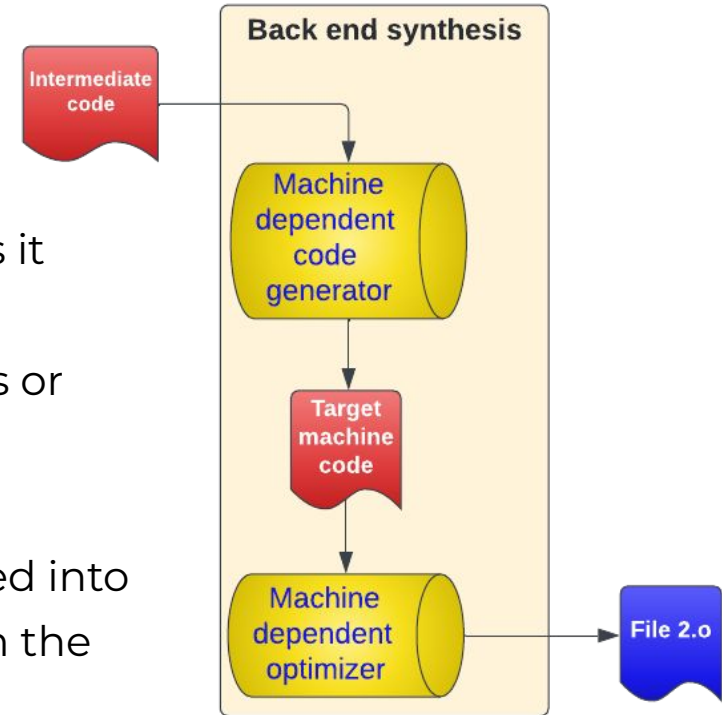 Back end synthesis
Intermediate
code
Machine
dependent
code
generator
s it
s or
Target
machine
code
ed into
n the
Machine
dependent
optimizer
File 2.o